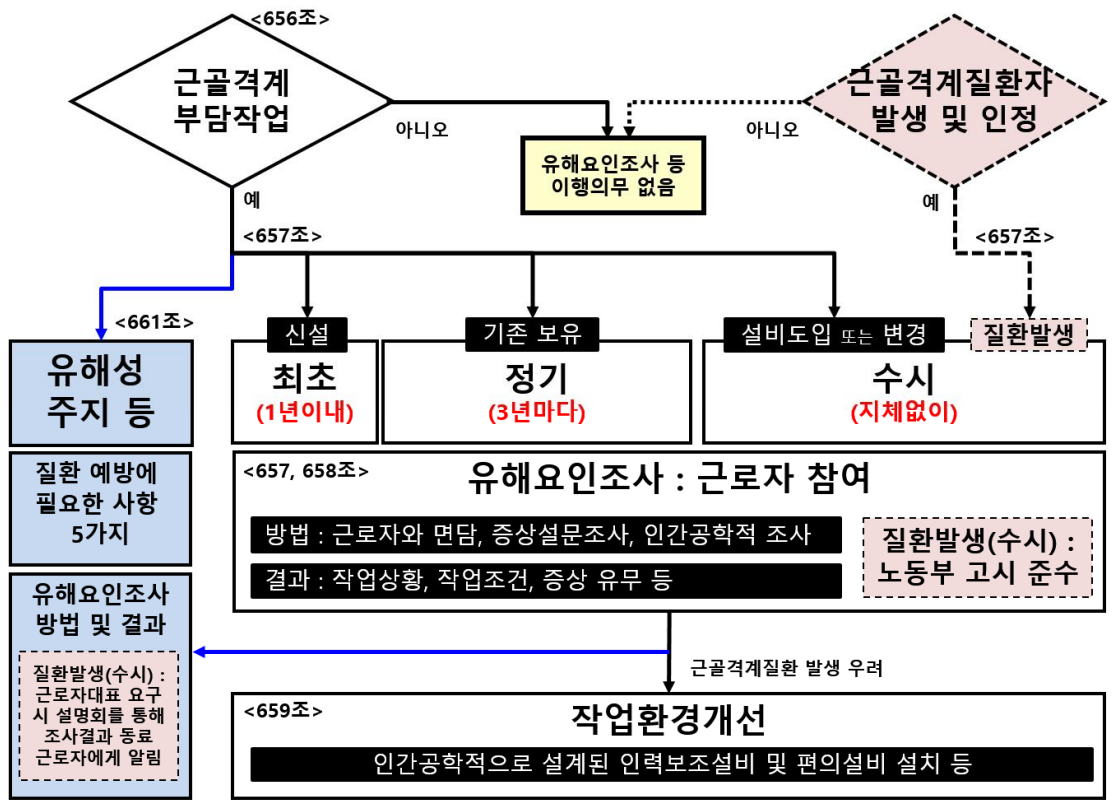 <656조>
근골격계
부담작업
근골격계질환자
발생 및 인정
아니오
아니오
유해요인조사 등
이행의무 없음
예
예
<657조>
<657조>
<661조>
신설
기존 보유
설비도입 또는 변경
질환발생
유해성
주지 등
최초
(1년이내)
정기
(3년마다)
수시
(지체없이)
질환 예방에
필요한 사항
5가지
<657, 658조>
유해요인조사 : 근로자 참여
방법 : 근로자와 면담, 증상설문조사, 인간공학적 조사
결과 : 작업상황, 작업조건, 증상 유무 등
질환발생(수시) :
노동부 고시 준수
유해요인조사
방법 및 결과
질환발생(수시) :
근로자대표 요구
시 설명회를 통해
조사결과 동료
근로자에게 알림
근골격계질환 발생 우려
<659조>
작업환경개선
인간공학적으로 설계된 인력보조설비 및 편의설비 설치 등